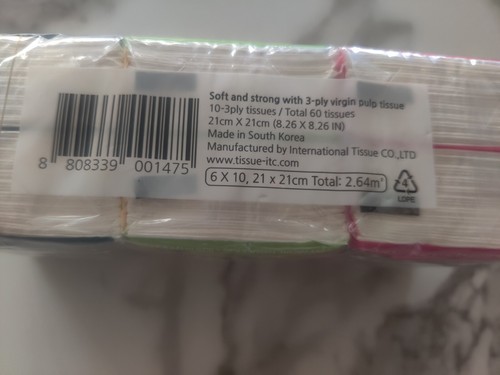 Soft and strong with 3-ply virgin pulp tissue
10-3ply tissues / Total 60 tissues
21cm X 21cm (8.26 X 8.26 IN)
Made in South Korea
Manufactured by International Tissue CO.,LTD
www.tissue-itc.com
6 X 10, 21 x 21cm Total: 2.64m²
4
LDPE
8 808339 001475